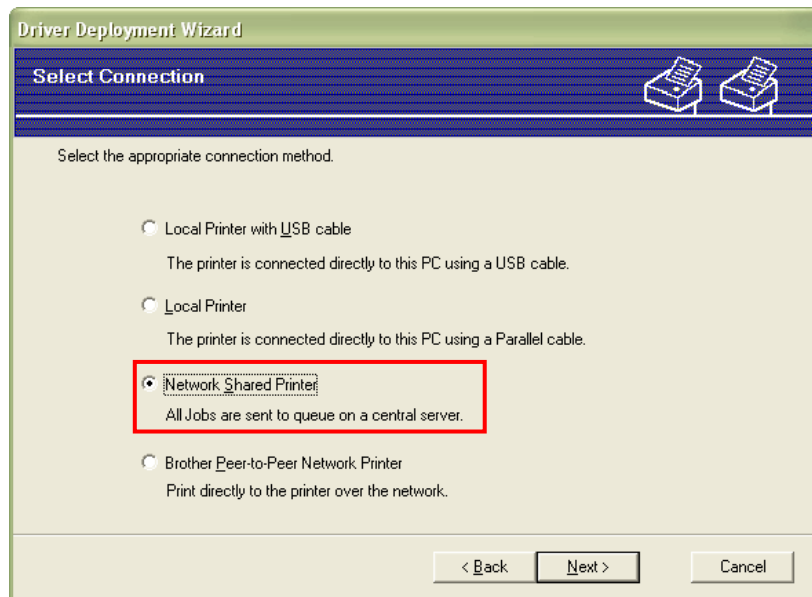 Driver Deployment Wizard
Select Connection
Select the appropriate connection method.
Local Printer with USB cable
The printer is connected directly to this PC using a USB cable.
Local Printer
The printer is connected directly to this PC using a Parallel cable.
Network Shared Printer
All Jobs are sent to queue on a central server.
Brother Peer-to-Peer Network Printer
Print directly to the printer over the network.
< Back Next > Cancel